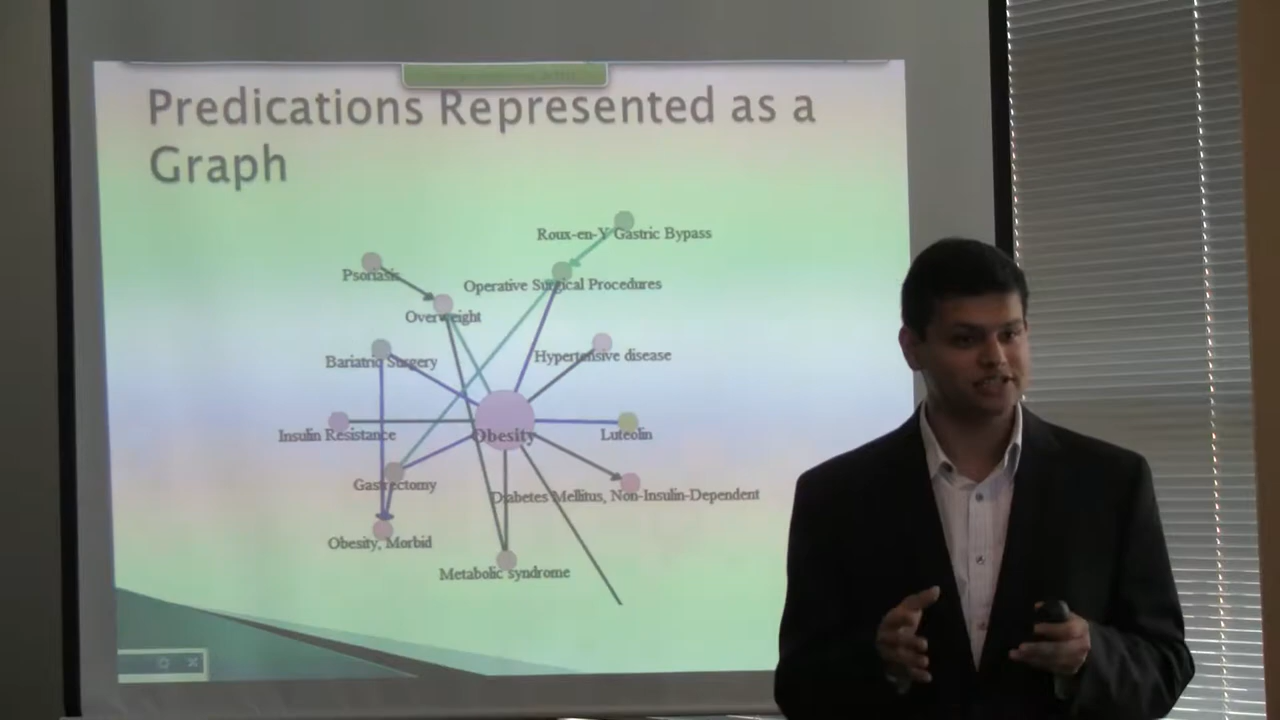 Predications Represented as a
Graph
Roux-en-Y Gastric Bypass
Psoriasis
Operative Surgical Procedures
Overweight
Hypertensive disease
Bariatric Surgery
Insulin Resistance
Obesity
Luteolin
Gastrectomy
Diabetes Mellitus, Non-Insulin-Dependent
Obesity, Morbid
Metabolic syndrome